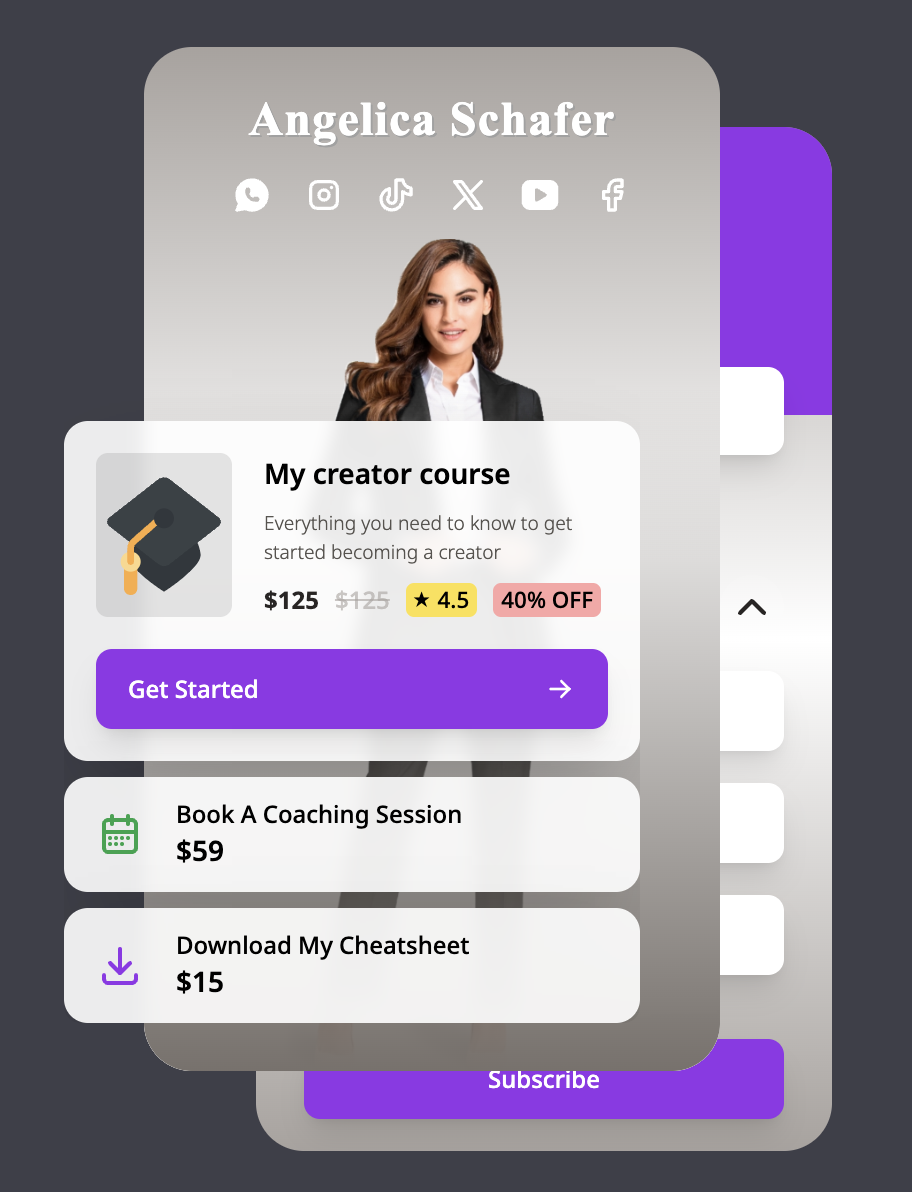 Angelica Schafer
My creator course
Everything you need to know to get
started becoming a creator
$125 $125 ★ 4.5 40% OFF
Get Started
Book A Coaching Session
$59
Download My Cheatsheet
$15
Subscribe